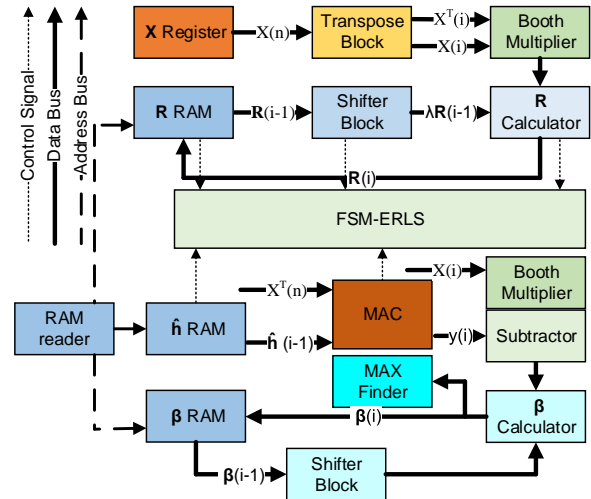 Control Signal
Data Bus
Address Bus
X Register
X(n)
Transpose
Block
X^T(i)
X(i)
Booth
Multiplier
R RAM
R(i-1)
Shifter
Block
λR(i-1)
R
Calculator
R(i)
FSM-ERLS
X^T(n)
X(i)
Booth
Multiplier
RAM
reader
ĥ RAM
ĥ (i-1)
MAC
y(i)
Subtractor
MAX
Finder
β RAM
β(i)
β
Calculator
β(i-1)
Shifter
Block